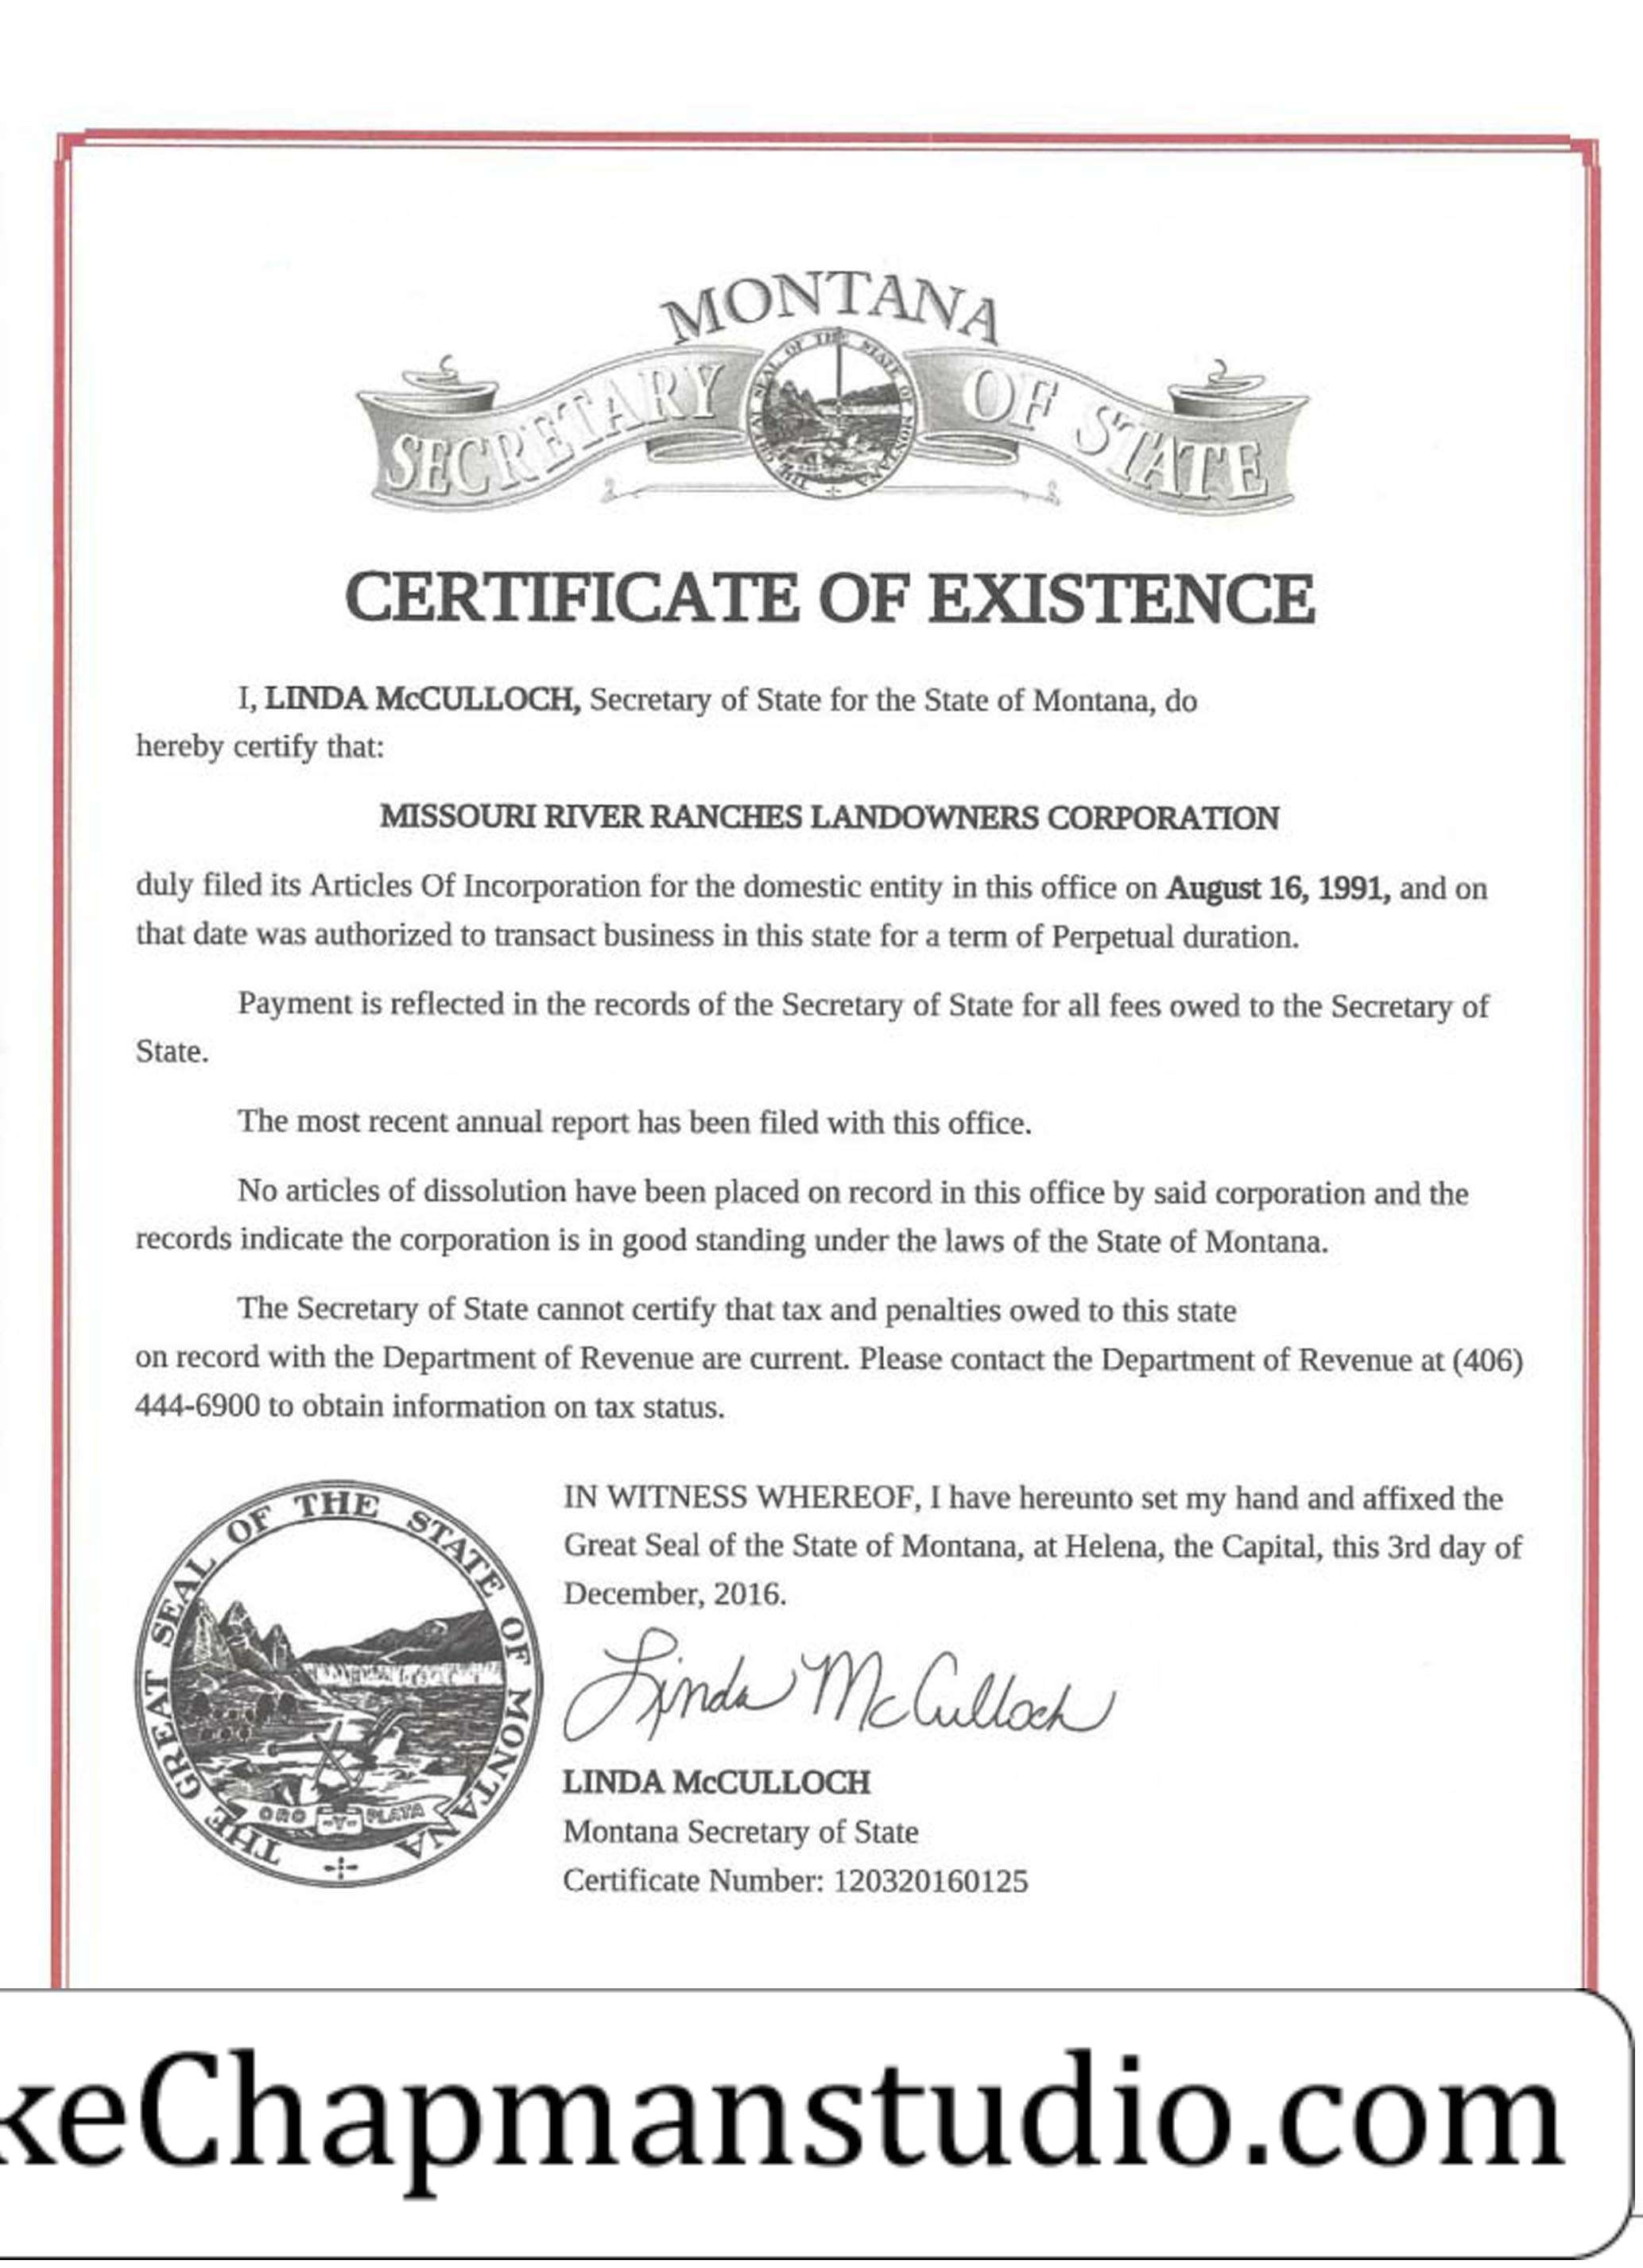 MONTANA
SECRETARY OF STATE
THE GREAT SEAL OF THE STATE OF MONTANA
CERTIFICATE OF EXISTENCE
I, LINDA McCULLOCH, Secretary of State for the State of Montana, do
hereby certify that:
MISSOURI RIVER RANCHES LANDOWNERS CORPORATION
duly filed its Articles Of Incorporation for the domestic entity in this office on August 16, 1991, and on
that date was authorized to transact business in this state for a term of Perpetual duration.
Payment is reflected in the records of the Secretary of State for all fees owed to the Secretary of
State.
The most recent annual report has been filed with this office.
No articles of dissolution have been placed on record in this office by said corporation and the
records indicate the corporation is in good standing under the laws of the State of Montana.
The Secretary of State cannot certify that tax and penalties owed to this state
on record with the Department of Revenue are current. Please contact the Department of Revenue at (406)
444-6900 to obtain information on tax status.
THE GREAT SEAL OF THE STATE OF MONTANA
ORO -Y- PLATA
IN WITNESS WHEREOF, I have hereunto set my hand and affixed the
Great Seal of the State of Montana, at Helena, the Capital, this 3rd day of
December, 2016.
Linda McCulloch
LINDA McCULLOCH
Montana Secretary of State
Certificate Number: 120320160125
keChapmanstudio.com